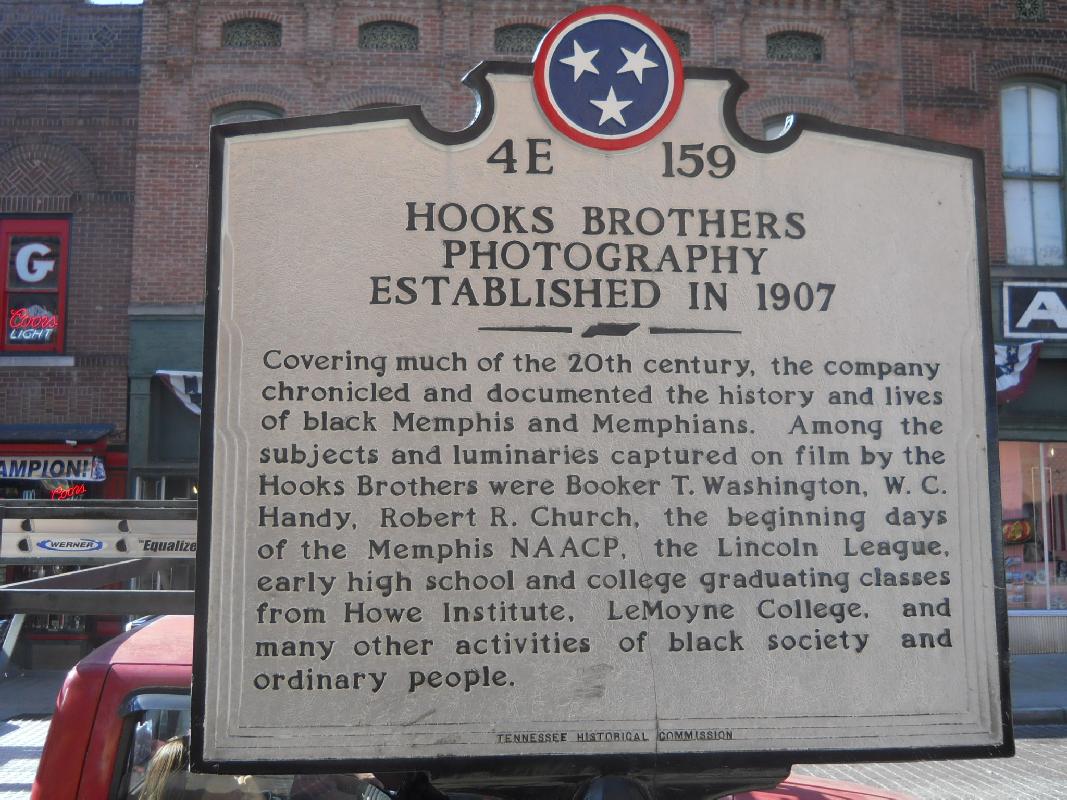 4E 159
HOOKS BROTHERS
PHOTOGRAPHY
ESTABLISHED IN 1907
Covering much of the 20th century, the company
chronicled and documented the history and lives
of black Memphis and Memphians. Among the
subjects and luminaries captured on film by the
Hooks Brothers were Booker T. Washington, W. C.
Handy, Robert R. Church, the beginning days
of the Memphis NAACP, the Lincoln League,
early high school and college graduating classes
from Howe Institute, LeMoyne College, and
many other activities of black society and
ordinary people.
TENNESSEE HISTORICAL COMMISSION
G
Coors
LIGHT
AMPION!
Coors
WERNER
"Equalize
A